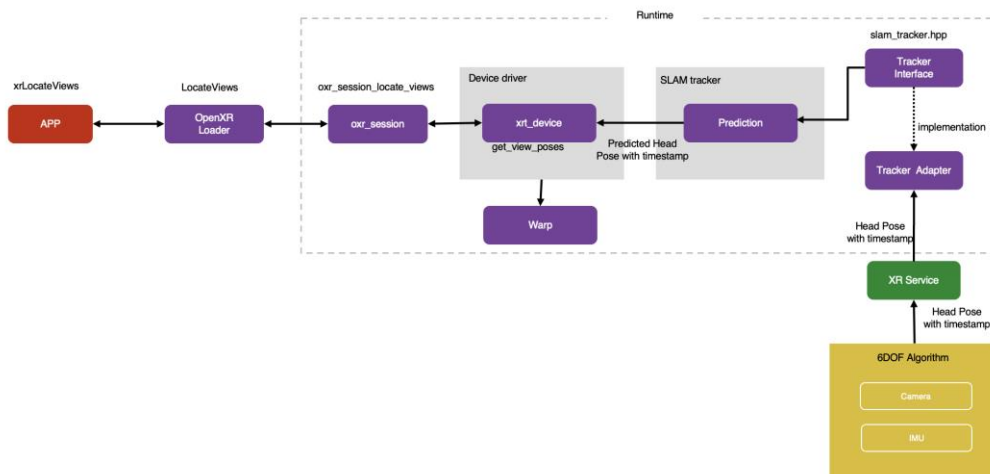 Runtime
slam_tracker.hpp
xrLocateViews
LocateViews
oxr_session_locate_views
Device driver
SLAM tracker
Tracker
Interface
APP
OpenXR
Loader
oxr_session
xrt_device
Prediction
get_view_poses
Predicted Head
Pose with timestamp
implementation
Tracker Adapter
Warp
Head Pose
with timestamp
XR Service
Head Pose
with timestamp
6DOF Algorithm
Camera
IMU